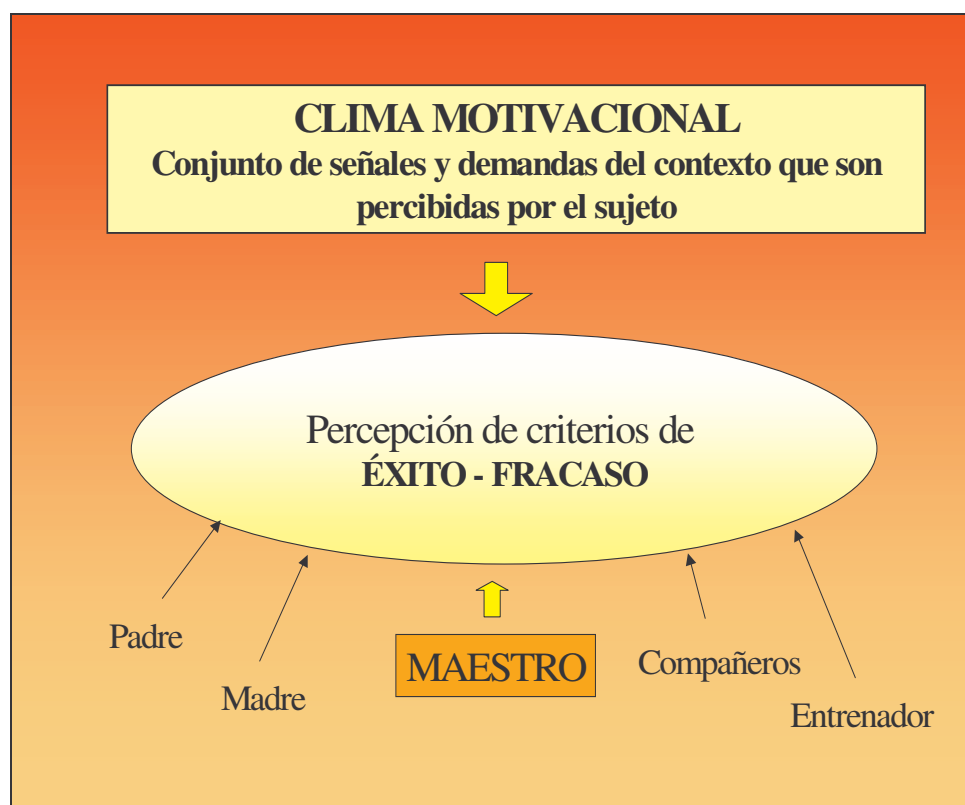 CLIMA MOTIVACIONAL
Conjunto de señales y demandas del contexto que son
percibidas por el sujeto
Percepción de criterios de
ÉXITO - FRACASO
Padre
Madre
MAESTRO
Compañeros
Entrenador